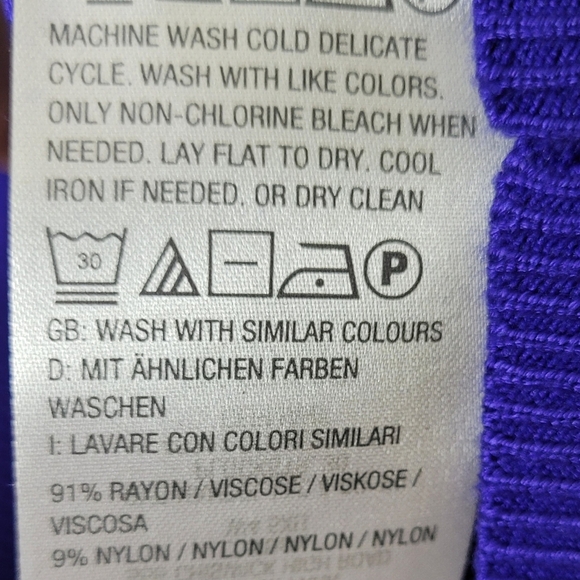 MACHINE WASH COLD DELICATE
CYCLE. WASH WITH LIKE COLORS.
ONLY NON-CHLORINE BLEACH WHEN
NEEDED. LAY FLAT TO DRY. COOL
IRON IF NEEDED. OR DRY CLEAN
30 P
GB: WASH WITH SIMILAR COLOURS
D: MIT ÄHNLICHEN FARBEN
WASCHEN
I: LAVARE CON COLORI SIMILARI
91% RAYON / VISCOSE / VISKOSE /
VISCOSA
9% NYLON / NYLON / NYLON / NYLON